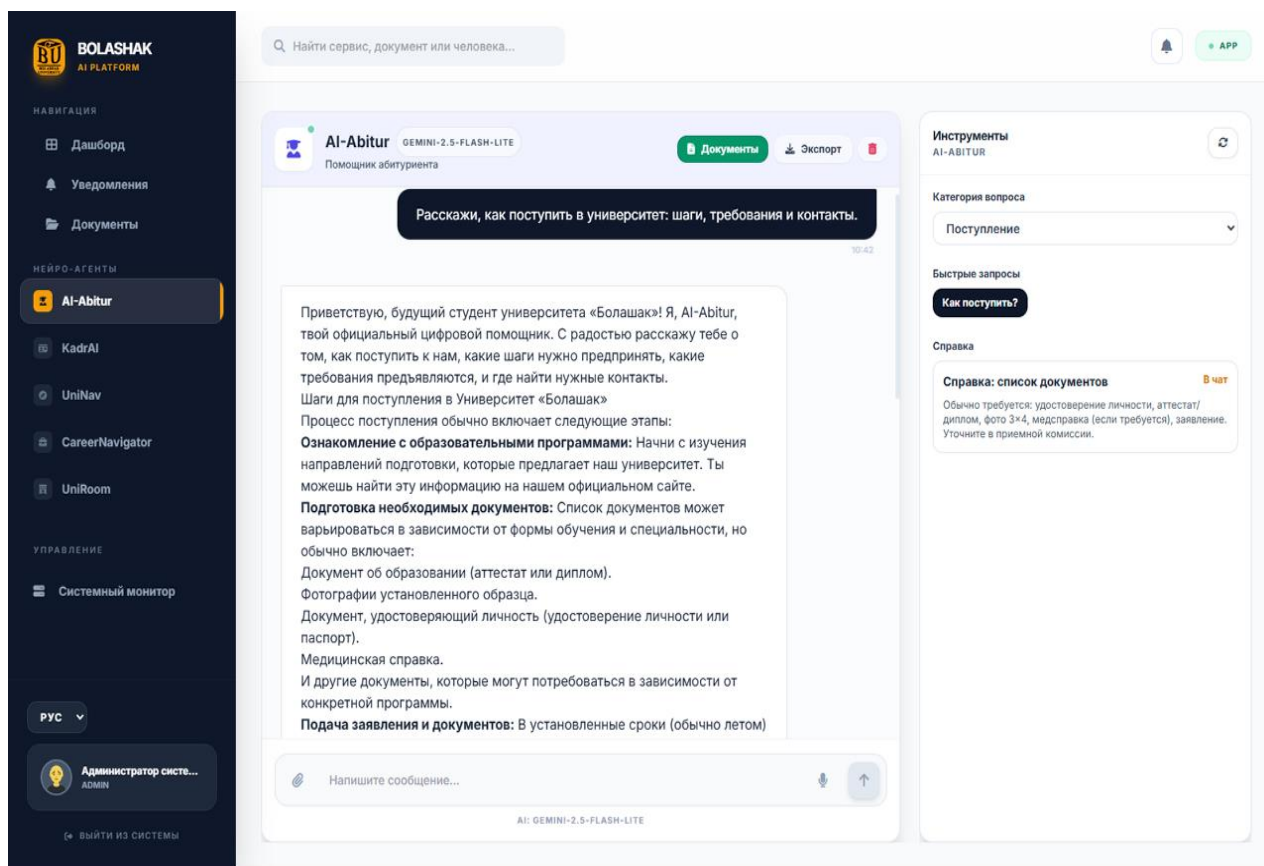 BOLASHAK
AI PLATFORM
НАВИГАЦИЯ
Дашборд
Уведомления
Документы
НЕЙРО-АГЕНТЫ
AI-Abitur
KadrAI
UniNav
CareerNavigator
UniRoom
УПРАВЛЕНИЕ
Системный монитор
РУС
Администратор систе...
ADMIN
ВЫЙТИ ИЗ СИСТЕМЫ
Найти сервис, документ или человека...
APP
AI-Abitur GEMINI-2.5-FLASH-LITE
Помощник абитуриента
Документы
Экспорт
Расскажи, как поступить в университет: шаги, требования и контакты.
10:42
Приветствую, будущий студент университета «Болашак»! Я, AI-Abitur,
твой официальный цифровой помощник. С радостью расскажу тебе о
том, как поступить к нам, какие шаги нужно предпринять, какие
требования предъявляются, и где найти нужные контакты.
Шаги для поступления в Университет «Болашак»
Процесс поступления обычно включает следующие этапы:
Ознакомление с образовательными программами: Начни с изучения
направлений подготовки, которые предлагает наш университет. Ты
можешь найти эту информацию на нашем официальном сайте.
Подготовка необходимых документов: Список документов может
варьироваться в зависимости от формы обучения и специальности, но
обычно включает:
Документ об образовании (аттестат или диплом).
Фотографии установленного образца.
Документ, удостоверяющий личность (удостоверение личности или
паспорт).
Медицинская справка.
И другие документы, которые могут потребоваться в зависимости от
конкретной программы.
Подача заявления и документов: В установленные сроки (обычно летом)
Напишите сообщение...
AI: GEMINI-2.5-FLASH-LITE
Инструменты
AI-ABITUR
Категория вопроса
Поступление
Быстрые запросы
Как поступить?
Справка
Справка: список документов
В чат
Обычно требуется: удостоверение личности, аттестат/
диплом, фото 3×4, медсправка (если требуется), заявление.
Уточните в приемной комиссии.